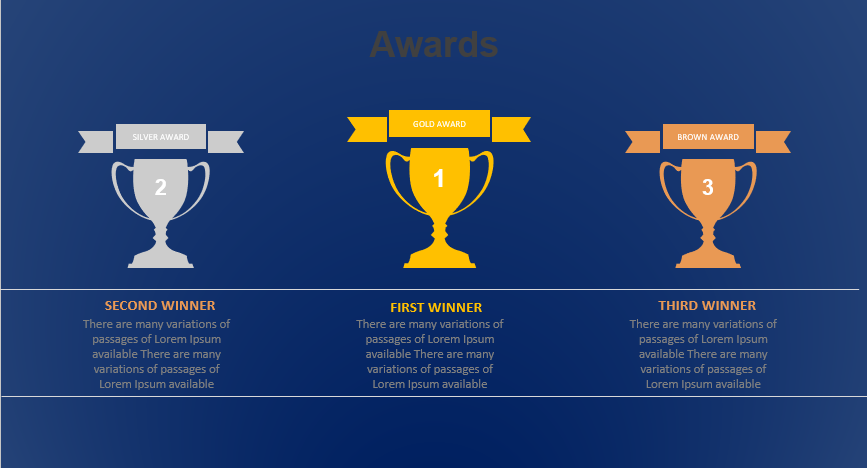 Awards
SILVER AWARD
GOLD AWARD
BROWN AWARD
2
1
3
SECOND WINNER
There are many variations of
passages of Lorem Ipsum
available There are many
variations of passages of
Lorem Ipsum available
FIRST WINNER
There are many variations of
passages of Lorem Ipsum
available There are many
variations of passages of
Lorem Ipsum available
THIRD WINNER
There are many variations of
passages of Lorem Ipsum
available There are many
variations of passages of
Lorem Ipsum available